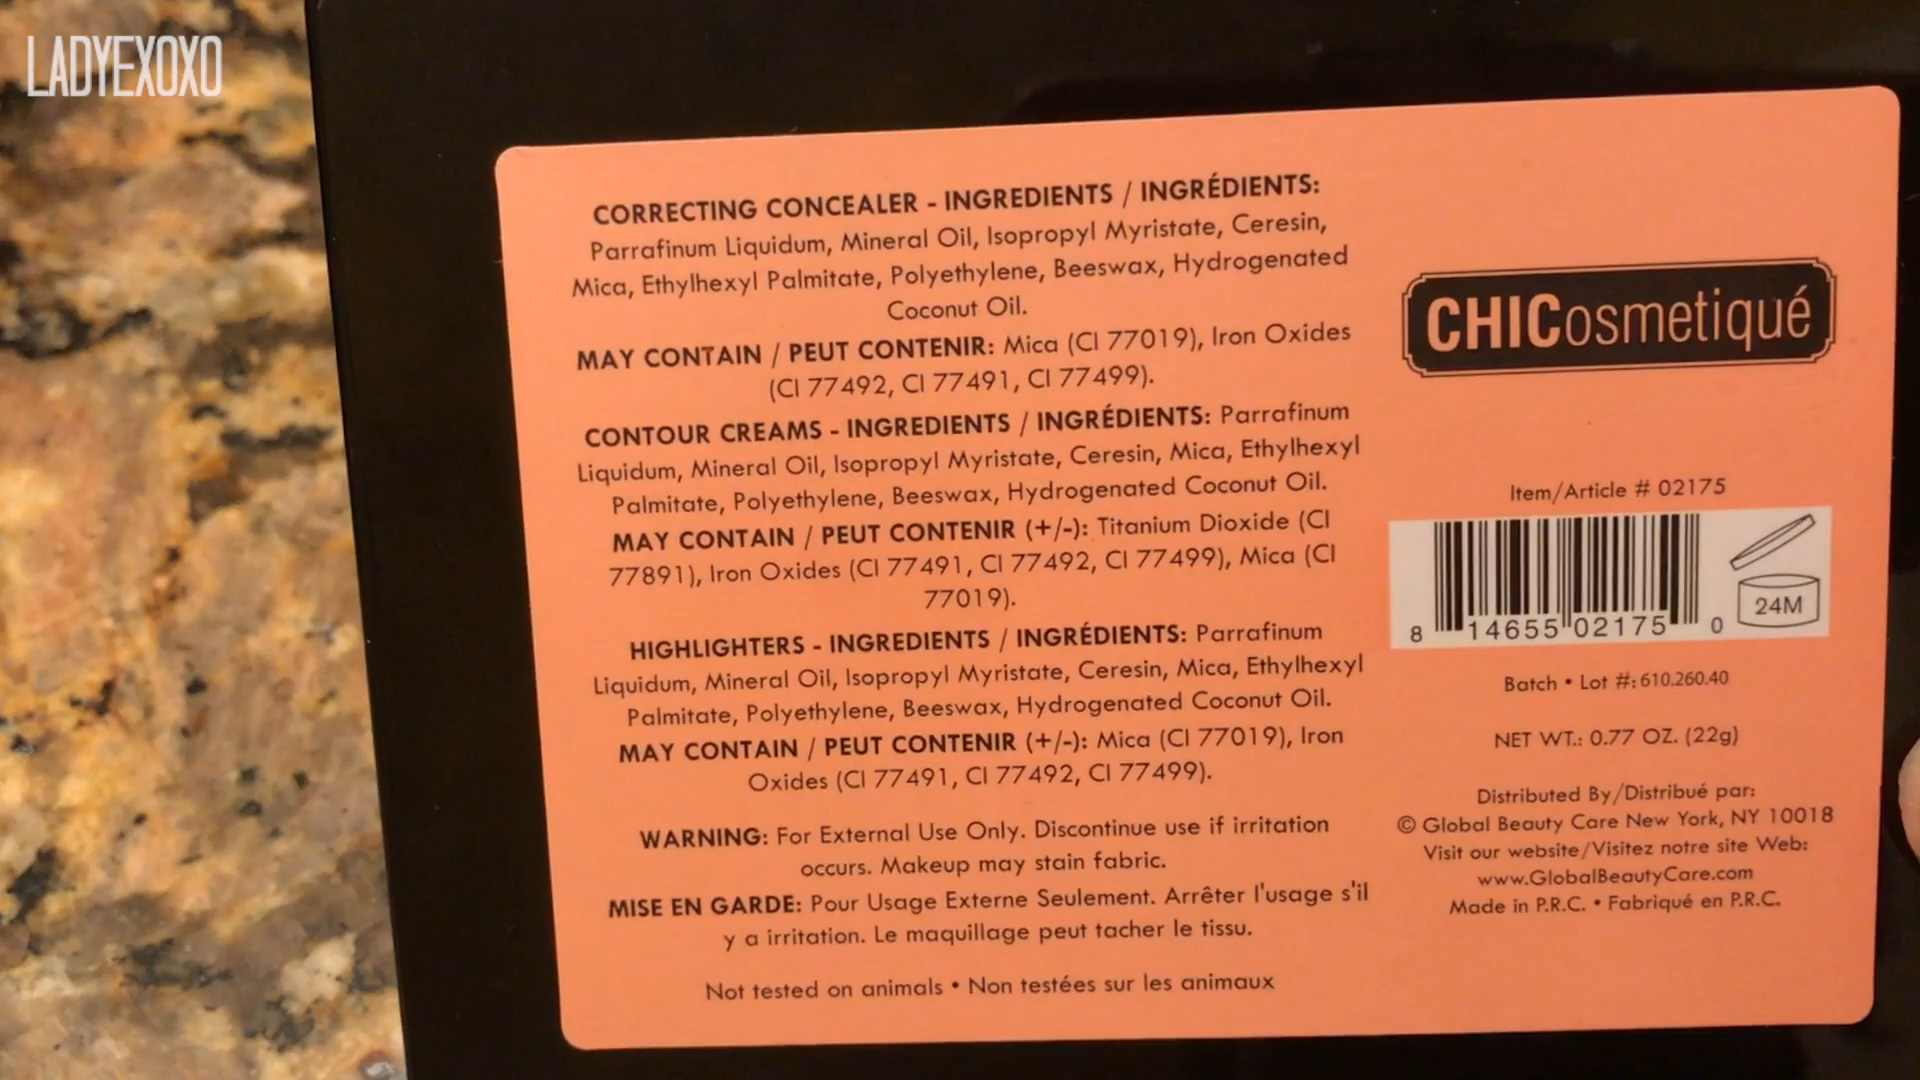 LADYEXOXO
CORRECTING CONCEALER - INGREDIENTS / INGRÉDIENTS:
Parrafinum Liquidum, Mineral Oil, Isopropyl Myristate, Ceresin,
Mica, Ethylhexyl Palmitate, Polyethylene, Beeswax, Hydrogenated
Coconut Oil.
MAY CONTAIN / PEUT CONTENIR: Mica (CI 77019), Iron Oxides
(CI 77492, CI 77491, CI 77499).
CONTOUR CREAMS - INGREDIENTS / INGRÉDIENTS: Parrafinum
Liquidum, Mineral Oil, Isopropyl Myristate, Ceresin, Mica, Ethylhexyl
Palmitate, Polyethylene, Beeswax, Hydrogenated Coconut Oil.
MAY CONTAIN / PEUT CONTENIR (+/-): Titanium Dioxide (CI
77891), Iron Oxides (CI 77491, CI 77492, CI 77499), Mica (CI
77019).
HIGHLIGHTERS - INGREDIENTS / INGRÉDIENTS: Parrafinum
Liquidum, Mineral Oil, Isopropyl Myristate, Ceresin, Mica, Ethylhexyl
Palmitate, Polyethylene, Beeswax, Hydrogenated Coconut Oil.
MAY CONTAIN / PEUT CONTENIR (+/-): Mica (CI 77019), Iron
Oxides (CI 77491, CI 77492, CI 77499).
WARNING: For External Use Only. Discontinue use if irritation
occurs. Makeup may stain fabric.
MISE EN GARDE: Pour Usage Externe Seulement. Arrêter l'usage s'il
y a irritation. Le maquillage peut tacher le tissu.
Not tested on animals • Non testées sur les animaux
CHICosmetiqué
Item/Article # 02175
24M
8 14655 02175 0
Batch • Lot #: 610.260.40
NET WT.: 0.77 OZ. (22g)
Distributed By/Distribué par:
© Global Beauty Care New York, NY 10018
Visit our website/Visitez notre site Web:
www.GlobalBeautyCare.com
Made in P.R.C. • Fabriqué en P.R.C.